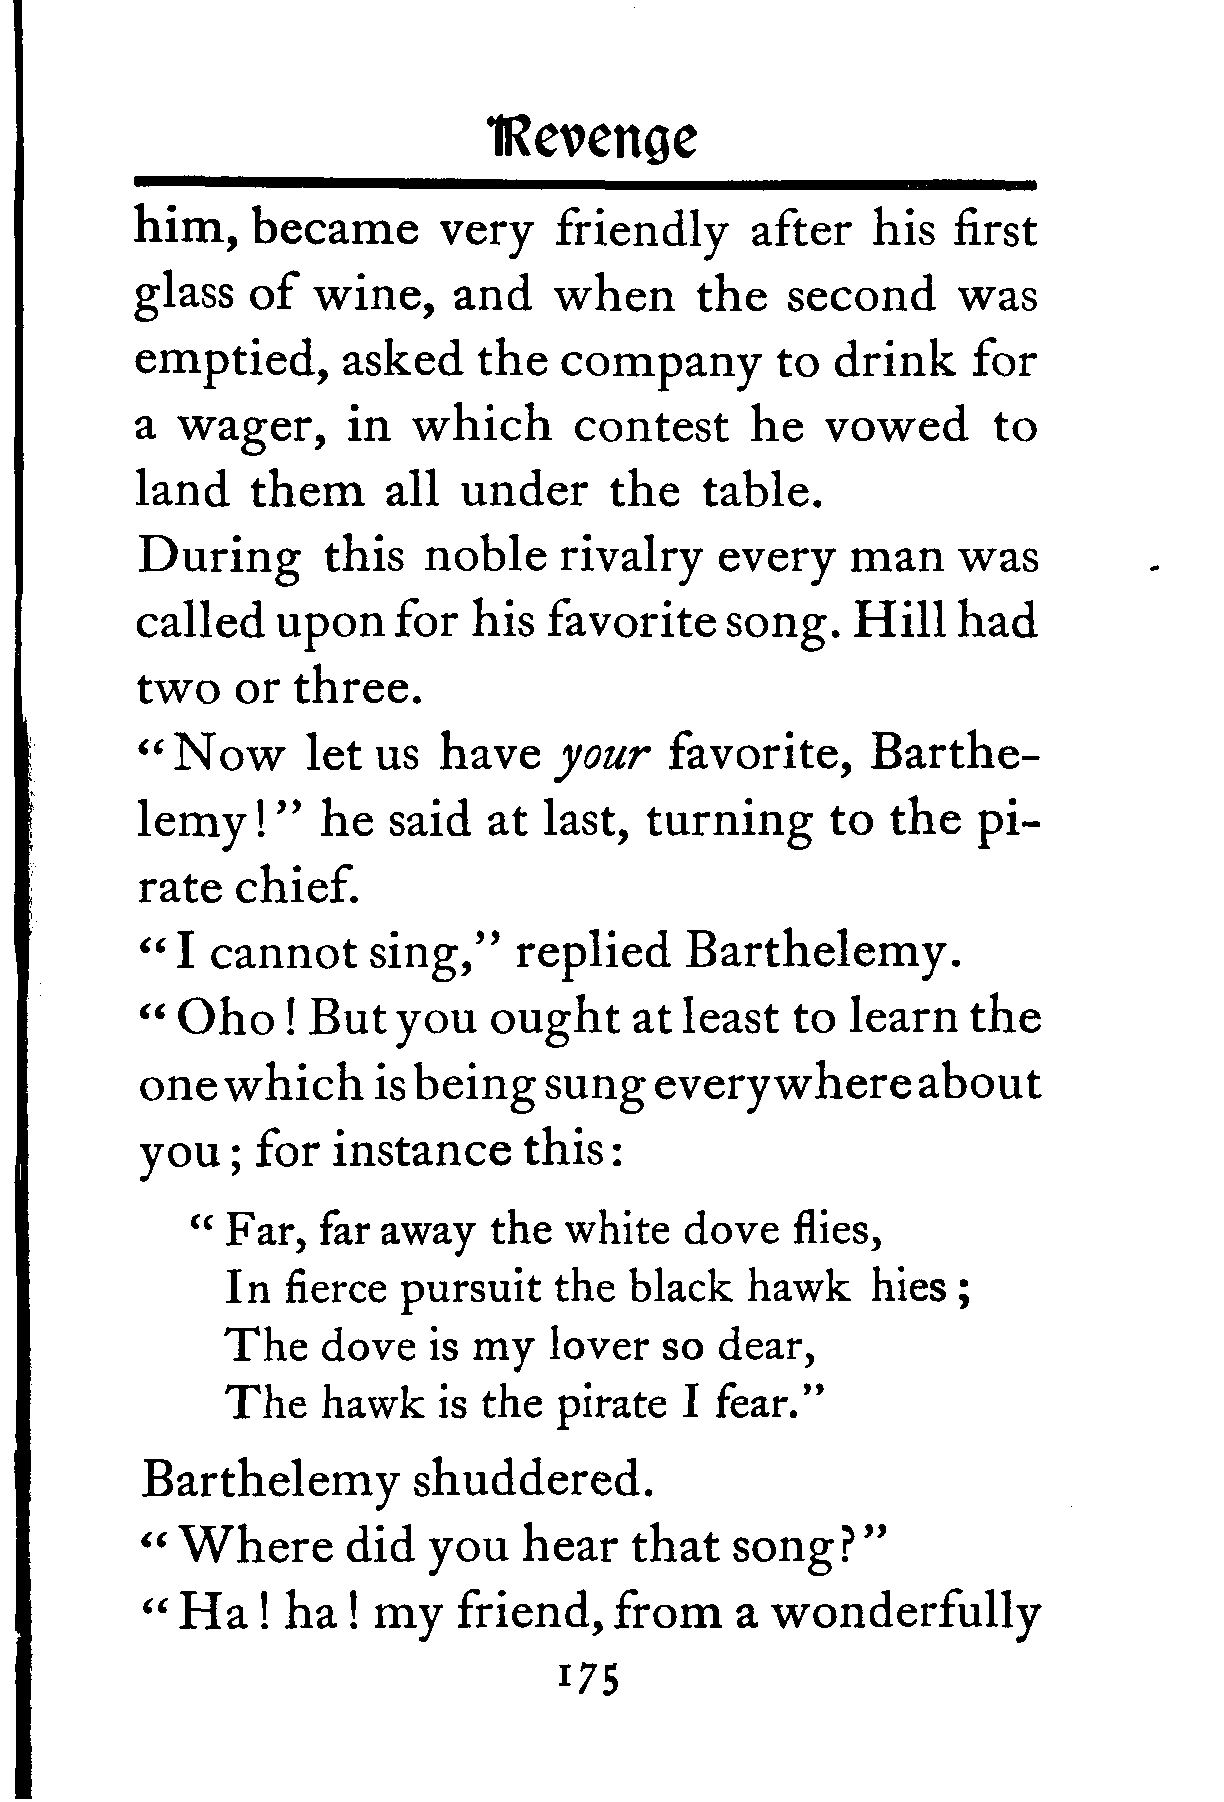 Revenge
him, became very friendly after his first
glass of wine, and when the second was
emptied, asked the company to drink for
a wager, in which contest he vowed to
land them all under the table.
During this noble rivalry every man was
called upon for his favorite song. Hill had
two or three.
“Now let us have your favorite, Barthe-
lemy!” he said at last, turning to the pi-
rate chief.
“I cannot sing,” replied Barthelemy.
“Oho! But you ought at least to learn the
one which is being sung everywhere about
you; for instance this:
“Far, far away the white dove flies,
In fierce pursuit the black hawk hies;
The dove is my lover so dear,
The hawk is the pirate I fear.”
Barthelemy shuddered.
“Where did you hear that song?”
“Ha! ha! my friend, from a wonderfully
175